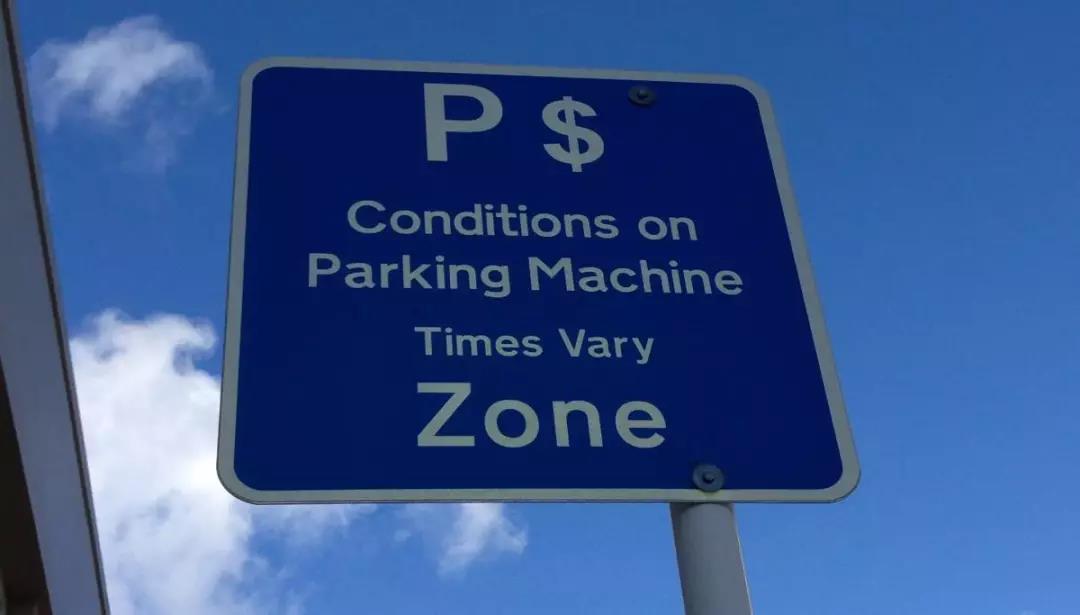 P $
Conditions on
Parking Machine
Times Vary
Zone